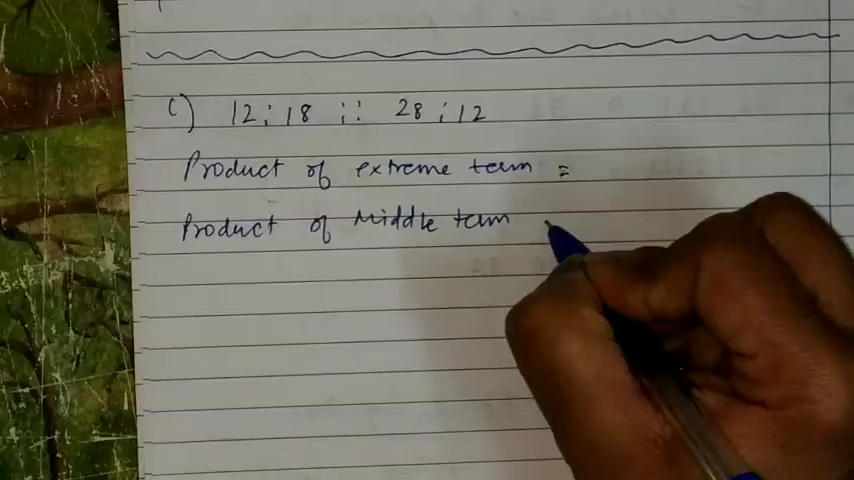 c) 12 : 18 :: 28 : 12
Product of extreme term =
Product of Middle term